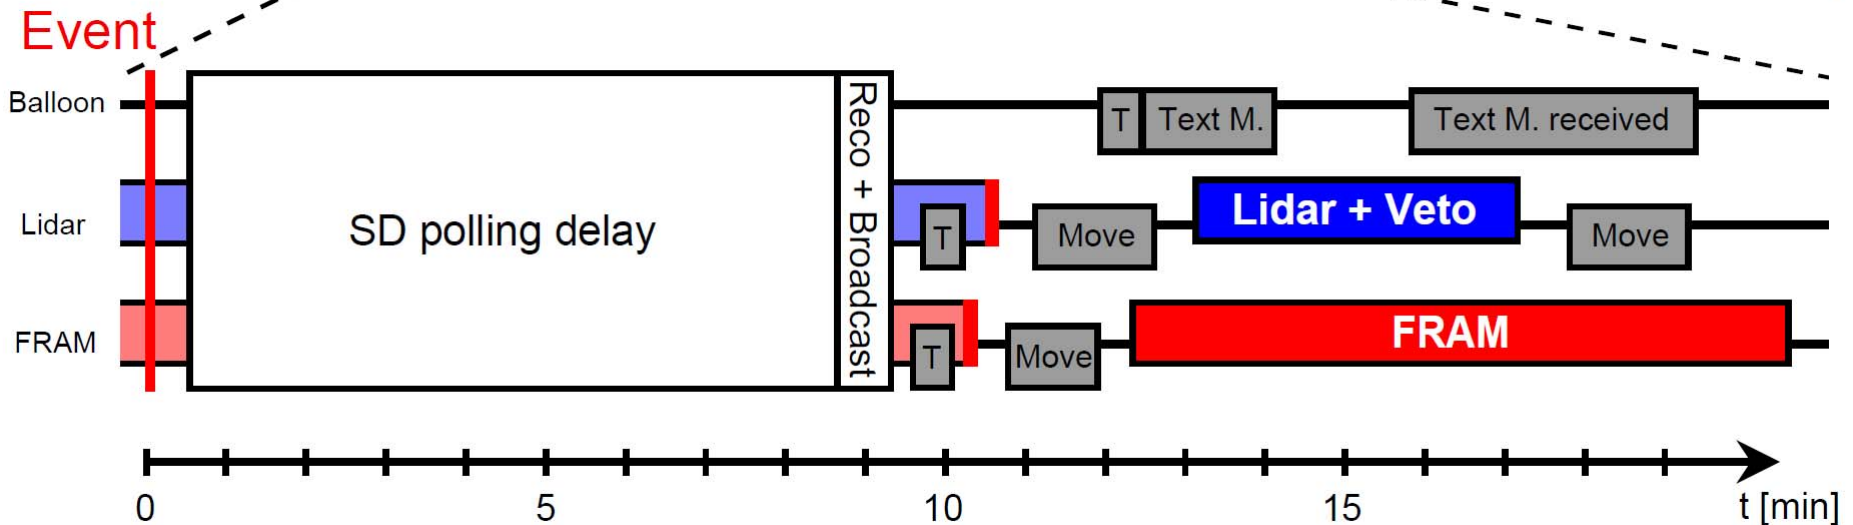 Event
Balloon
T
Text M.
Text M. received
Lidar
SD polling delay
Reco + Broadcast
T
Move
Lidar + Veto
Move
FRAM
T
Move
FRAM
0
5
10
15
t [min]